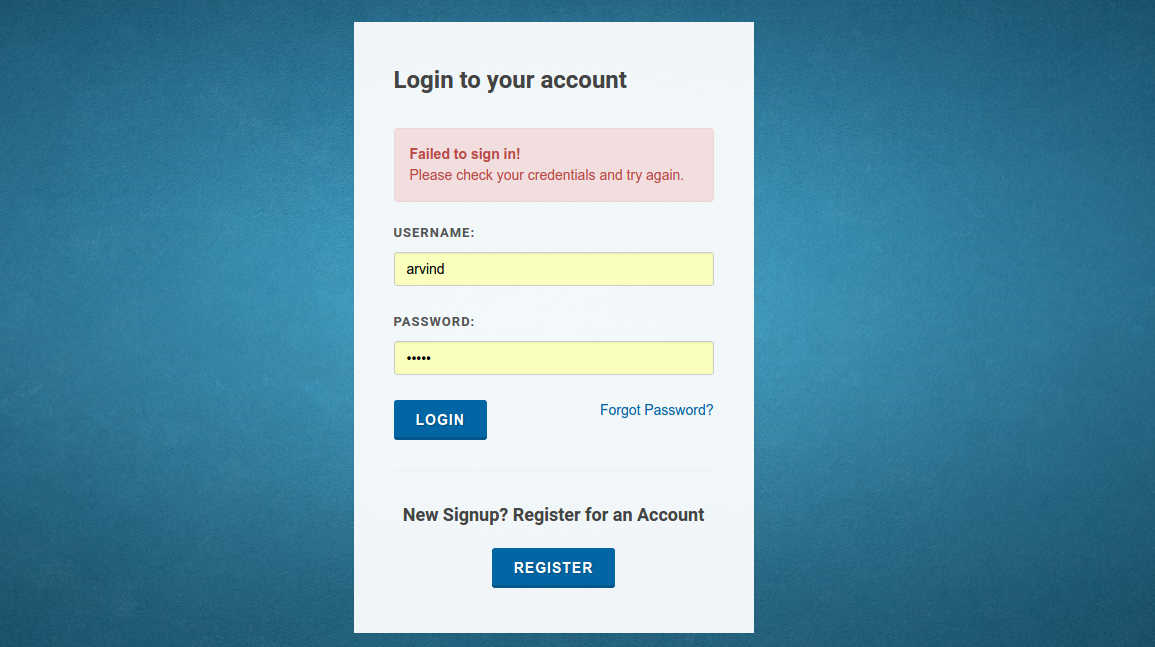 Login to your account
Failed to sign in!
Please check your credentials and try again.
USERNAME:
arvind
PASSWORD:
•••••
LOGIN
Forgot Password?
New Signup? Register for an Account
REGISTER